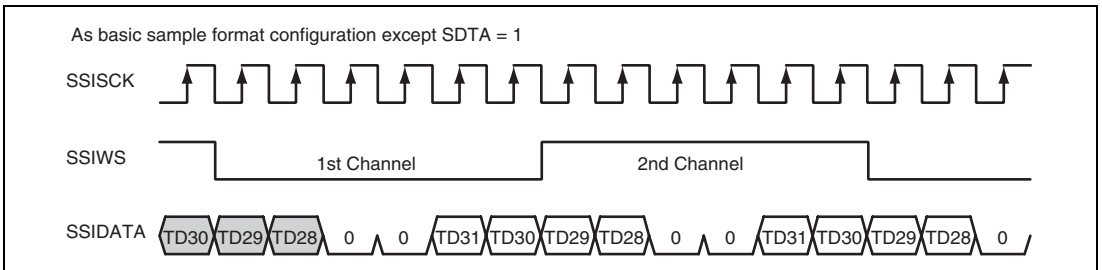 As basic sample format configuration except SDTA = 1
SSISCK
SSIWS 1st Channel 2nd Channel
SSIDATA TD30 TD29 TD28 0 0 TD31 TD30 TD29 TD28 0 0 TD31 TD30 TD29 TD28 0